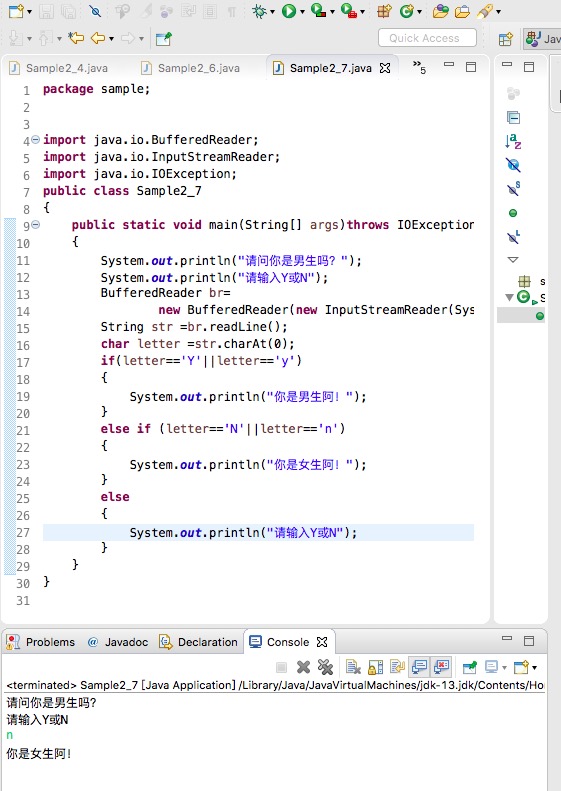 Quick Access
Jav
Sample2_4.java
Sample2_6.java
Sample2_7.java
»5
1 package sample;
2
3
4 import java.io.BufferedReader;
5 import java.io.InputStreamReader;
6 import java.io.IOException;
7 public class Sample2_7
8 {
9 public static void main(String[] args)throws IOException
10 {
11 System.out.println("请问你是男生吗？");
12 System.out.println("请输入Y或N");
13 BufferedReader br=
14 new BufferedReader(new InputStreamReader(Sys
15 String str =br.readLine();
16 char letter =str.charAt(0);
17 if(letter=='Y'||letter=='y')
18 {
19 System.out.println("你是男生阿！");
20 }
21 else if (letter=='N'||letter=='n')
22 {
23 System.out.println("你是女生阿！");
24 }
25 else
26 {
27 System.out.println("请输入Y或N");
28 }
29 }
30 }
31
Problems
@ Javadoc
Declaration
Console
<terminated> Sample2_7 [Java Application] /Library/Java/JavaVirtualMachines/jdk-13.jdk/Contents/Ho
请问你是男生吗？
请输入Y或N
n
你是女生阿！